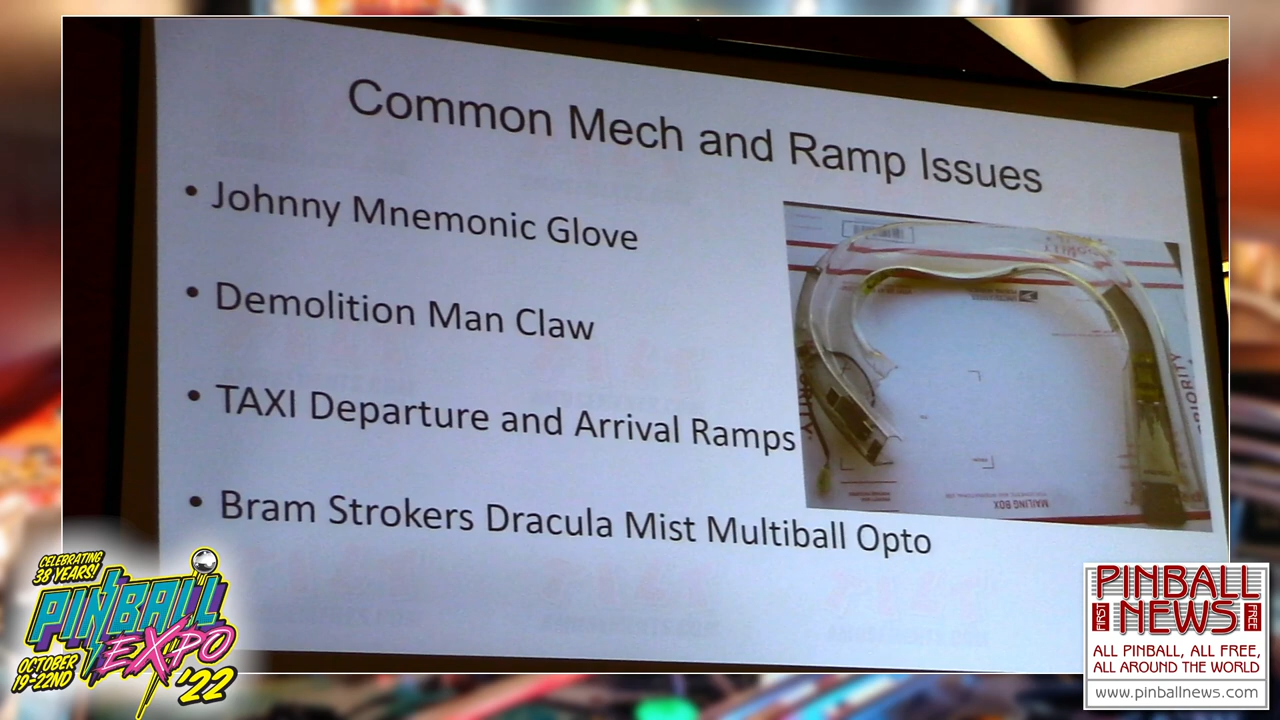 Common Mech and Ramp Issues
• Johnny Mnemonic Glove
• Demolition Man Claw
• TAXI Departure and Arrival Ramps
• Bram Strokers Dracula Mist Multiball Opto
PRIORITY
MAILING BOX
CELEBRATING
38 YEARS!
PINBALL
EXPO
OCTOBER
19-22ND
'22
PINBALL
FIRST
NEWS
FREE
ALL PINBALL, ALL FREE,
ALL AROUND THE WORLD
www.pinballnews.com